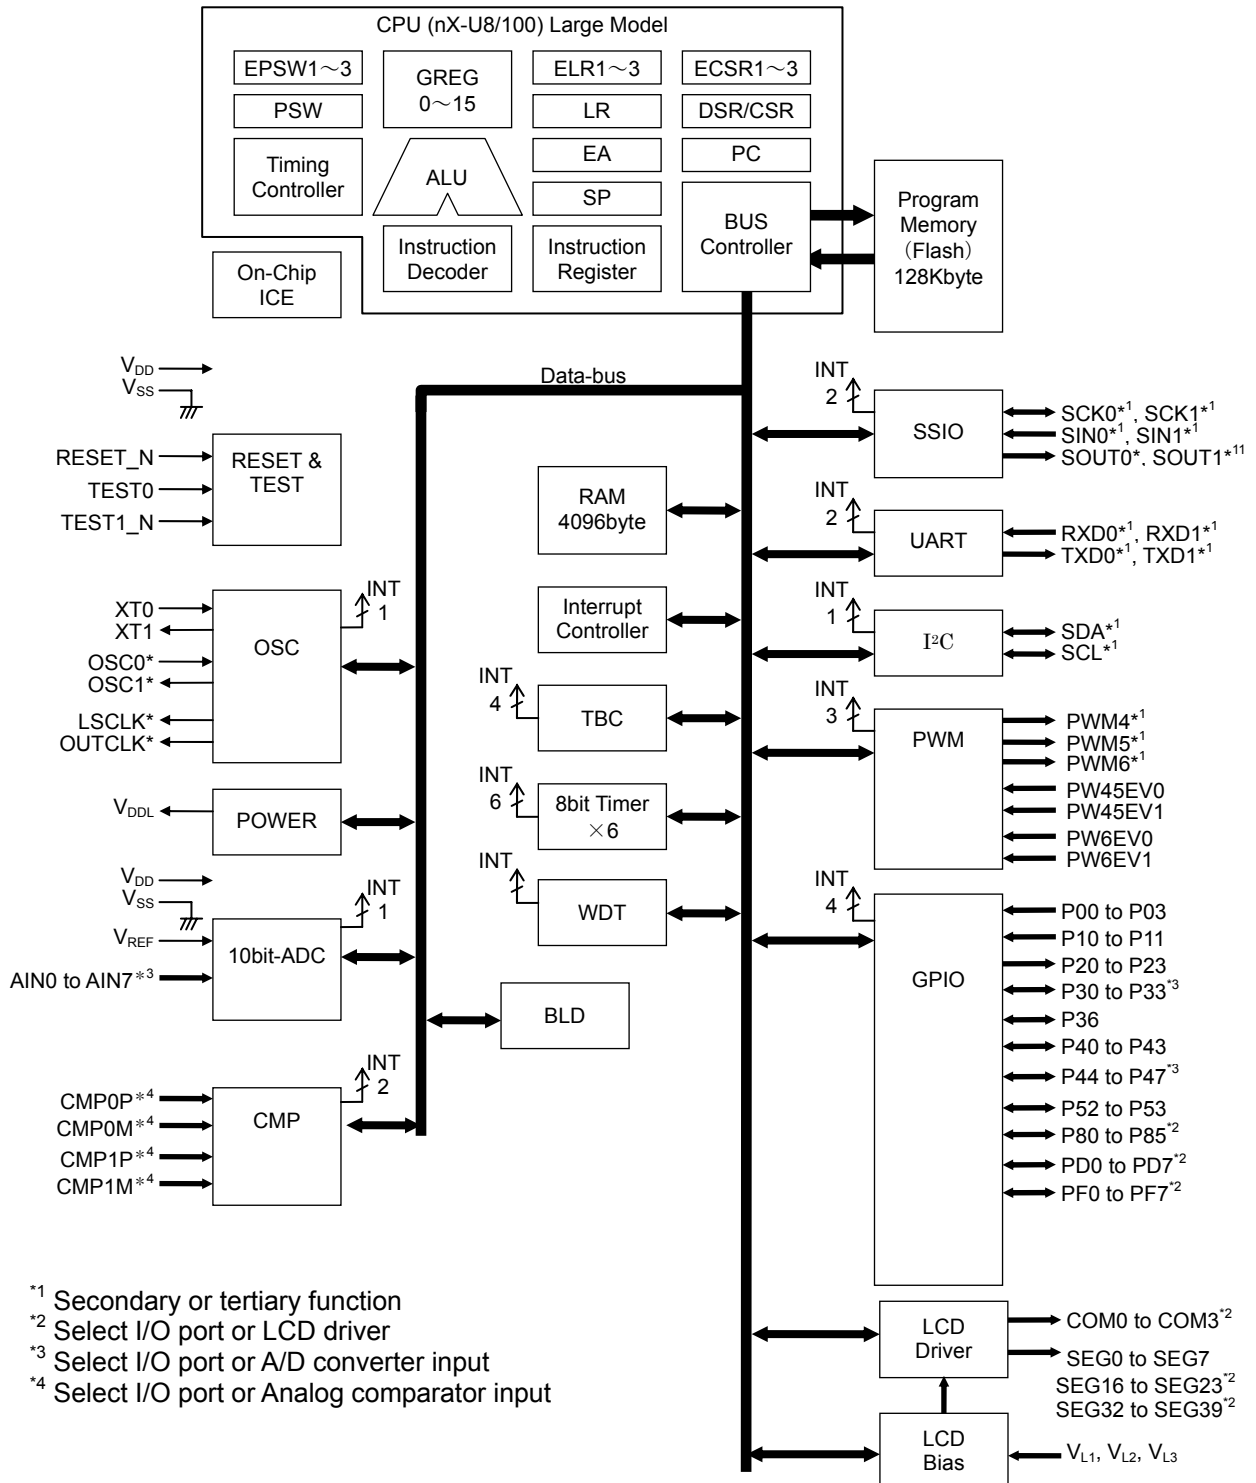 CPU (nX-U8/100) Large Model
EPSW1～3
GREG
0～15
ELR1～3
ECSR1～3
PSW
LR
DSR/CSR
Timing
Controller
ALU
EA
PC
SP
BUS
Controller
Program
Memory
(Flash)
128Kbyte
Instruction
Decoder
Instruction
Register
On-Chip
ICE
VDD
VSS
Data-bus
RESET_N
TEST0
TEST1_N
RESET &
TEST
RAM
4096byte
INT
2
SSIO
SCK0*1, SCK1*1
SIN0*1, SIN1*1
SOUT0*, SOUT1*11
INT
2
UART
RXD0*1, RXD1*1
TXD0*1, TXD1*1
XT0
XT1
OSC0*
OSC1*
LSCLK*
OUTCLK*
OSC
INT
1
Interrupt
Controller
INT
1
I²C
SDA*1
SCL*1
INT
4
TBC
INT
3
PWM
PWM4*1
PWM5*1
PWM6*1
PW45EV0
PW45EV1
PW6EV0
PW6EV1
VDDL
POWER
INT
6
8bit Timer
×6
VDD
VSS
VREF
AIN0 to AIN7*3
10bit-ADC
INT
1
INT
WDT
INT
4
GPIO
P00 to P03
P10 to P11
P20 to P23
P30 to P33*3
P36
P40 to P43
P44 to P47*3
P52 to P53
P80 to P85*2
PD0 to PD7*2
PF0 to PF7*2
BLD
CMP0P*4
CMP0M*4
CMP1P*4
CMP1M*4
CMP
INT
2
*1 Secondary or tertiary function
*2 Select I/O port or LCD driver
*3 Select I/O port or A/D converter input
*4 Select I/O port or Analog comparator input
LCD
Driver
COM0 to COM3*2
SEG0 to SEG7
SEG16 to SEG23*2
SEG32 to SEG39*2
LCD
Bias
VL1, VL2, VL3